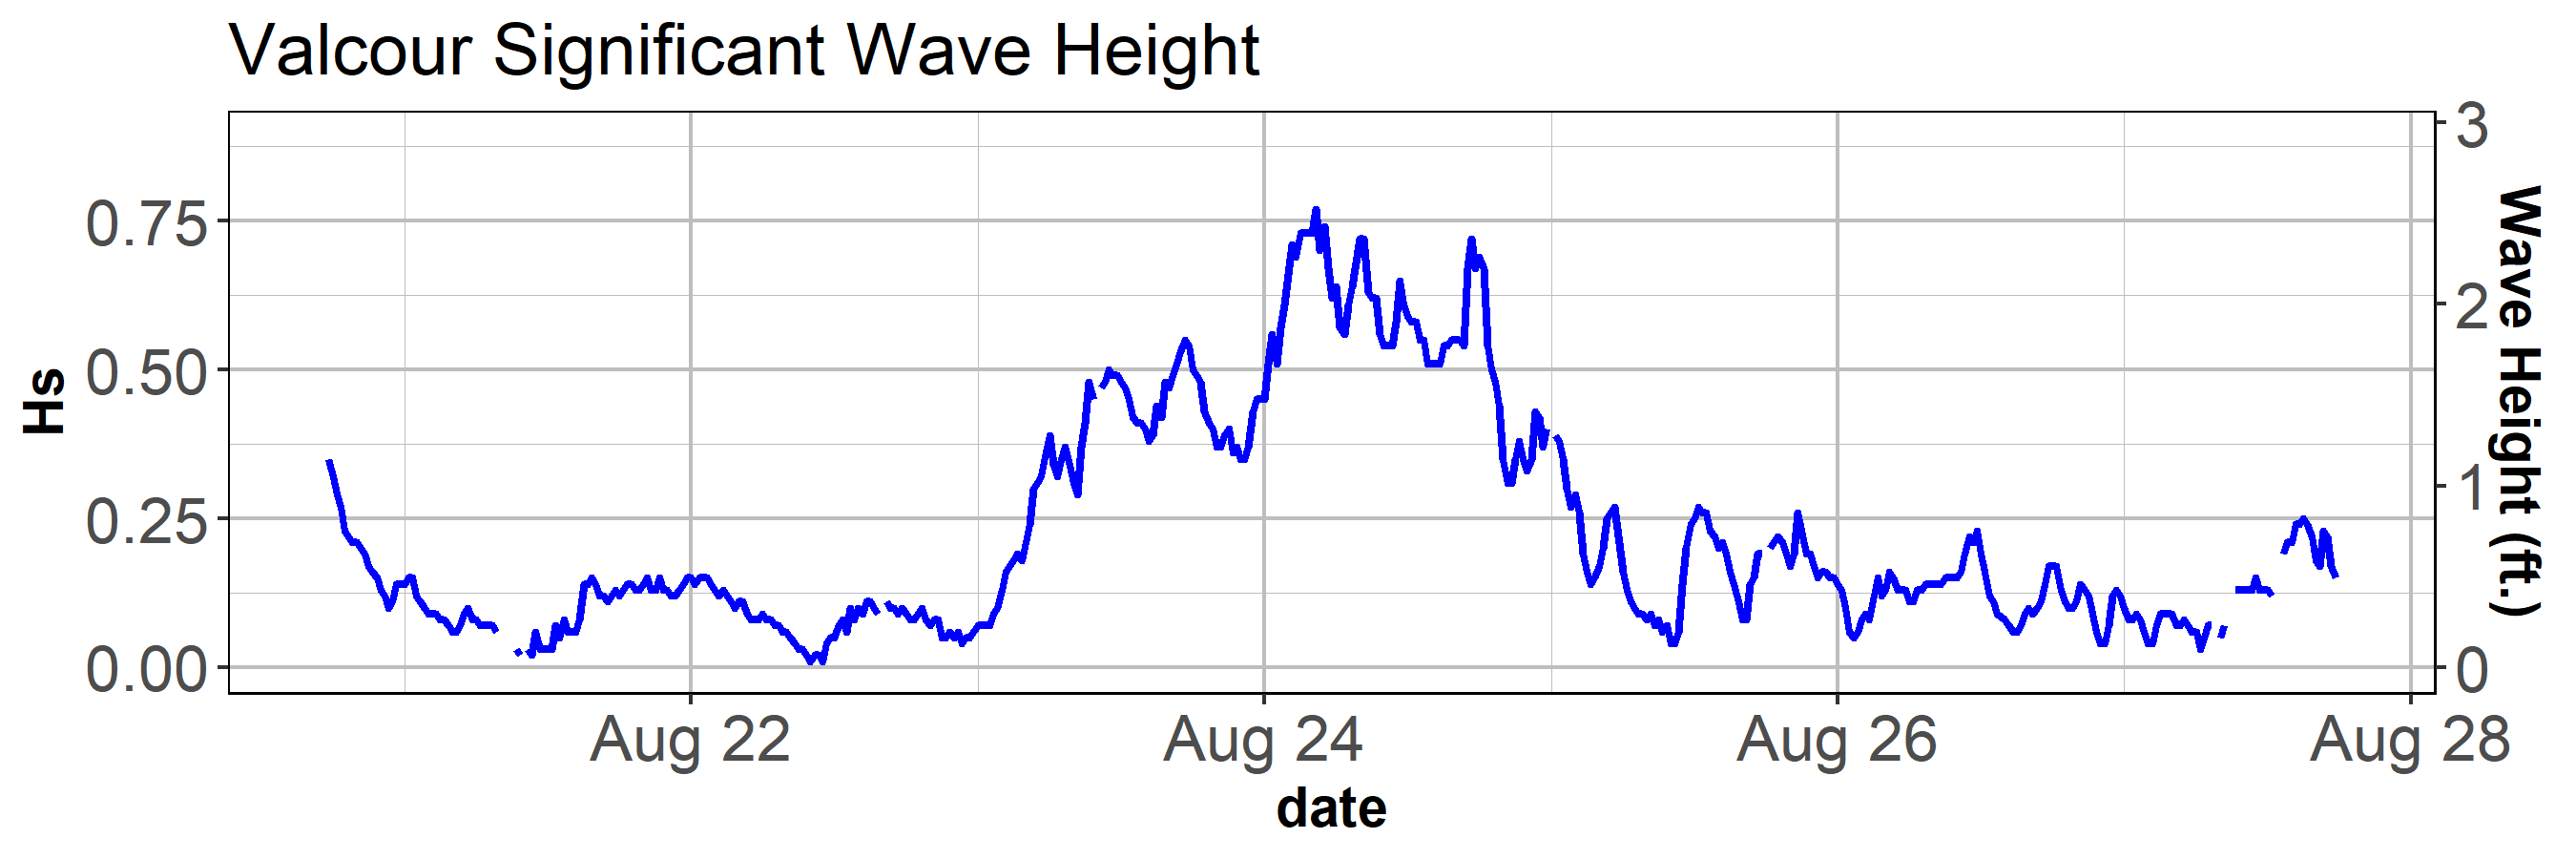 Valcour Significant Wave Height
Hs
0.75
0.50
0.25
0.00
3
2
1
0
Wave Height (ft.)
Aug 22
Aug 24
Aug 26
Aug 28
date